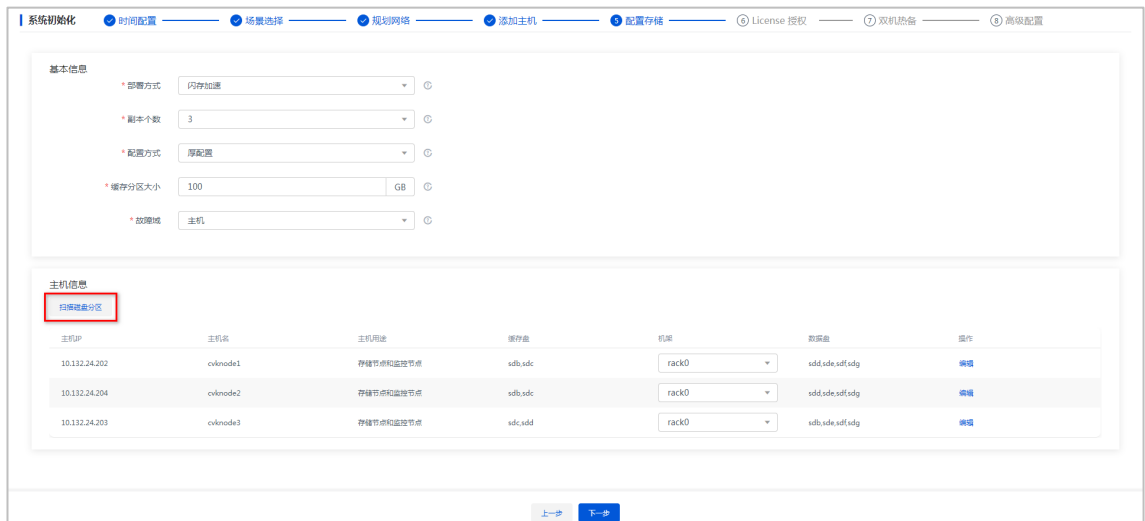 系统初始化 时间配置 场景选择 规划网络 添加主机 5 配置存储 6 License 授权 7 双机热备 8 高级配置
基本信息
* 部署方式 闪存加速
* 副本个数 3
* 配置方式 厚配置
* 缓存分区大小 100 GB
* 故障域 主机
主机信息
扫描磁盘分区
主机IP 主机名 主机用途 缓存盘 机架 数据盘 操作
10.132.24.202 cvknode1 存储节点和监控节点 sdb,sdc rack0 sdd,sde,sdf,sdg 编辑
10.132.24.204 cvknode2 存储节点和监控节点 sdb,sdc rack0 sdd,sde,sdf,sdg 编辑
10.132.24.203 cvknode3 存储节点和监控节点 sdc,sdd rack0 sdb,sde,sdf,sdg 编辑
上一步 下一步